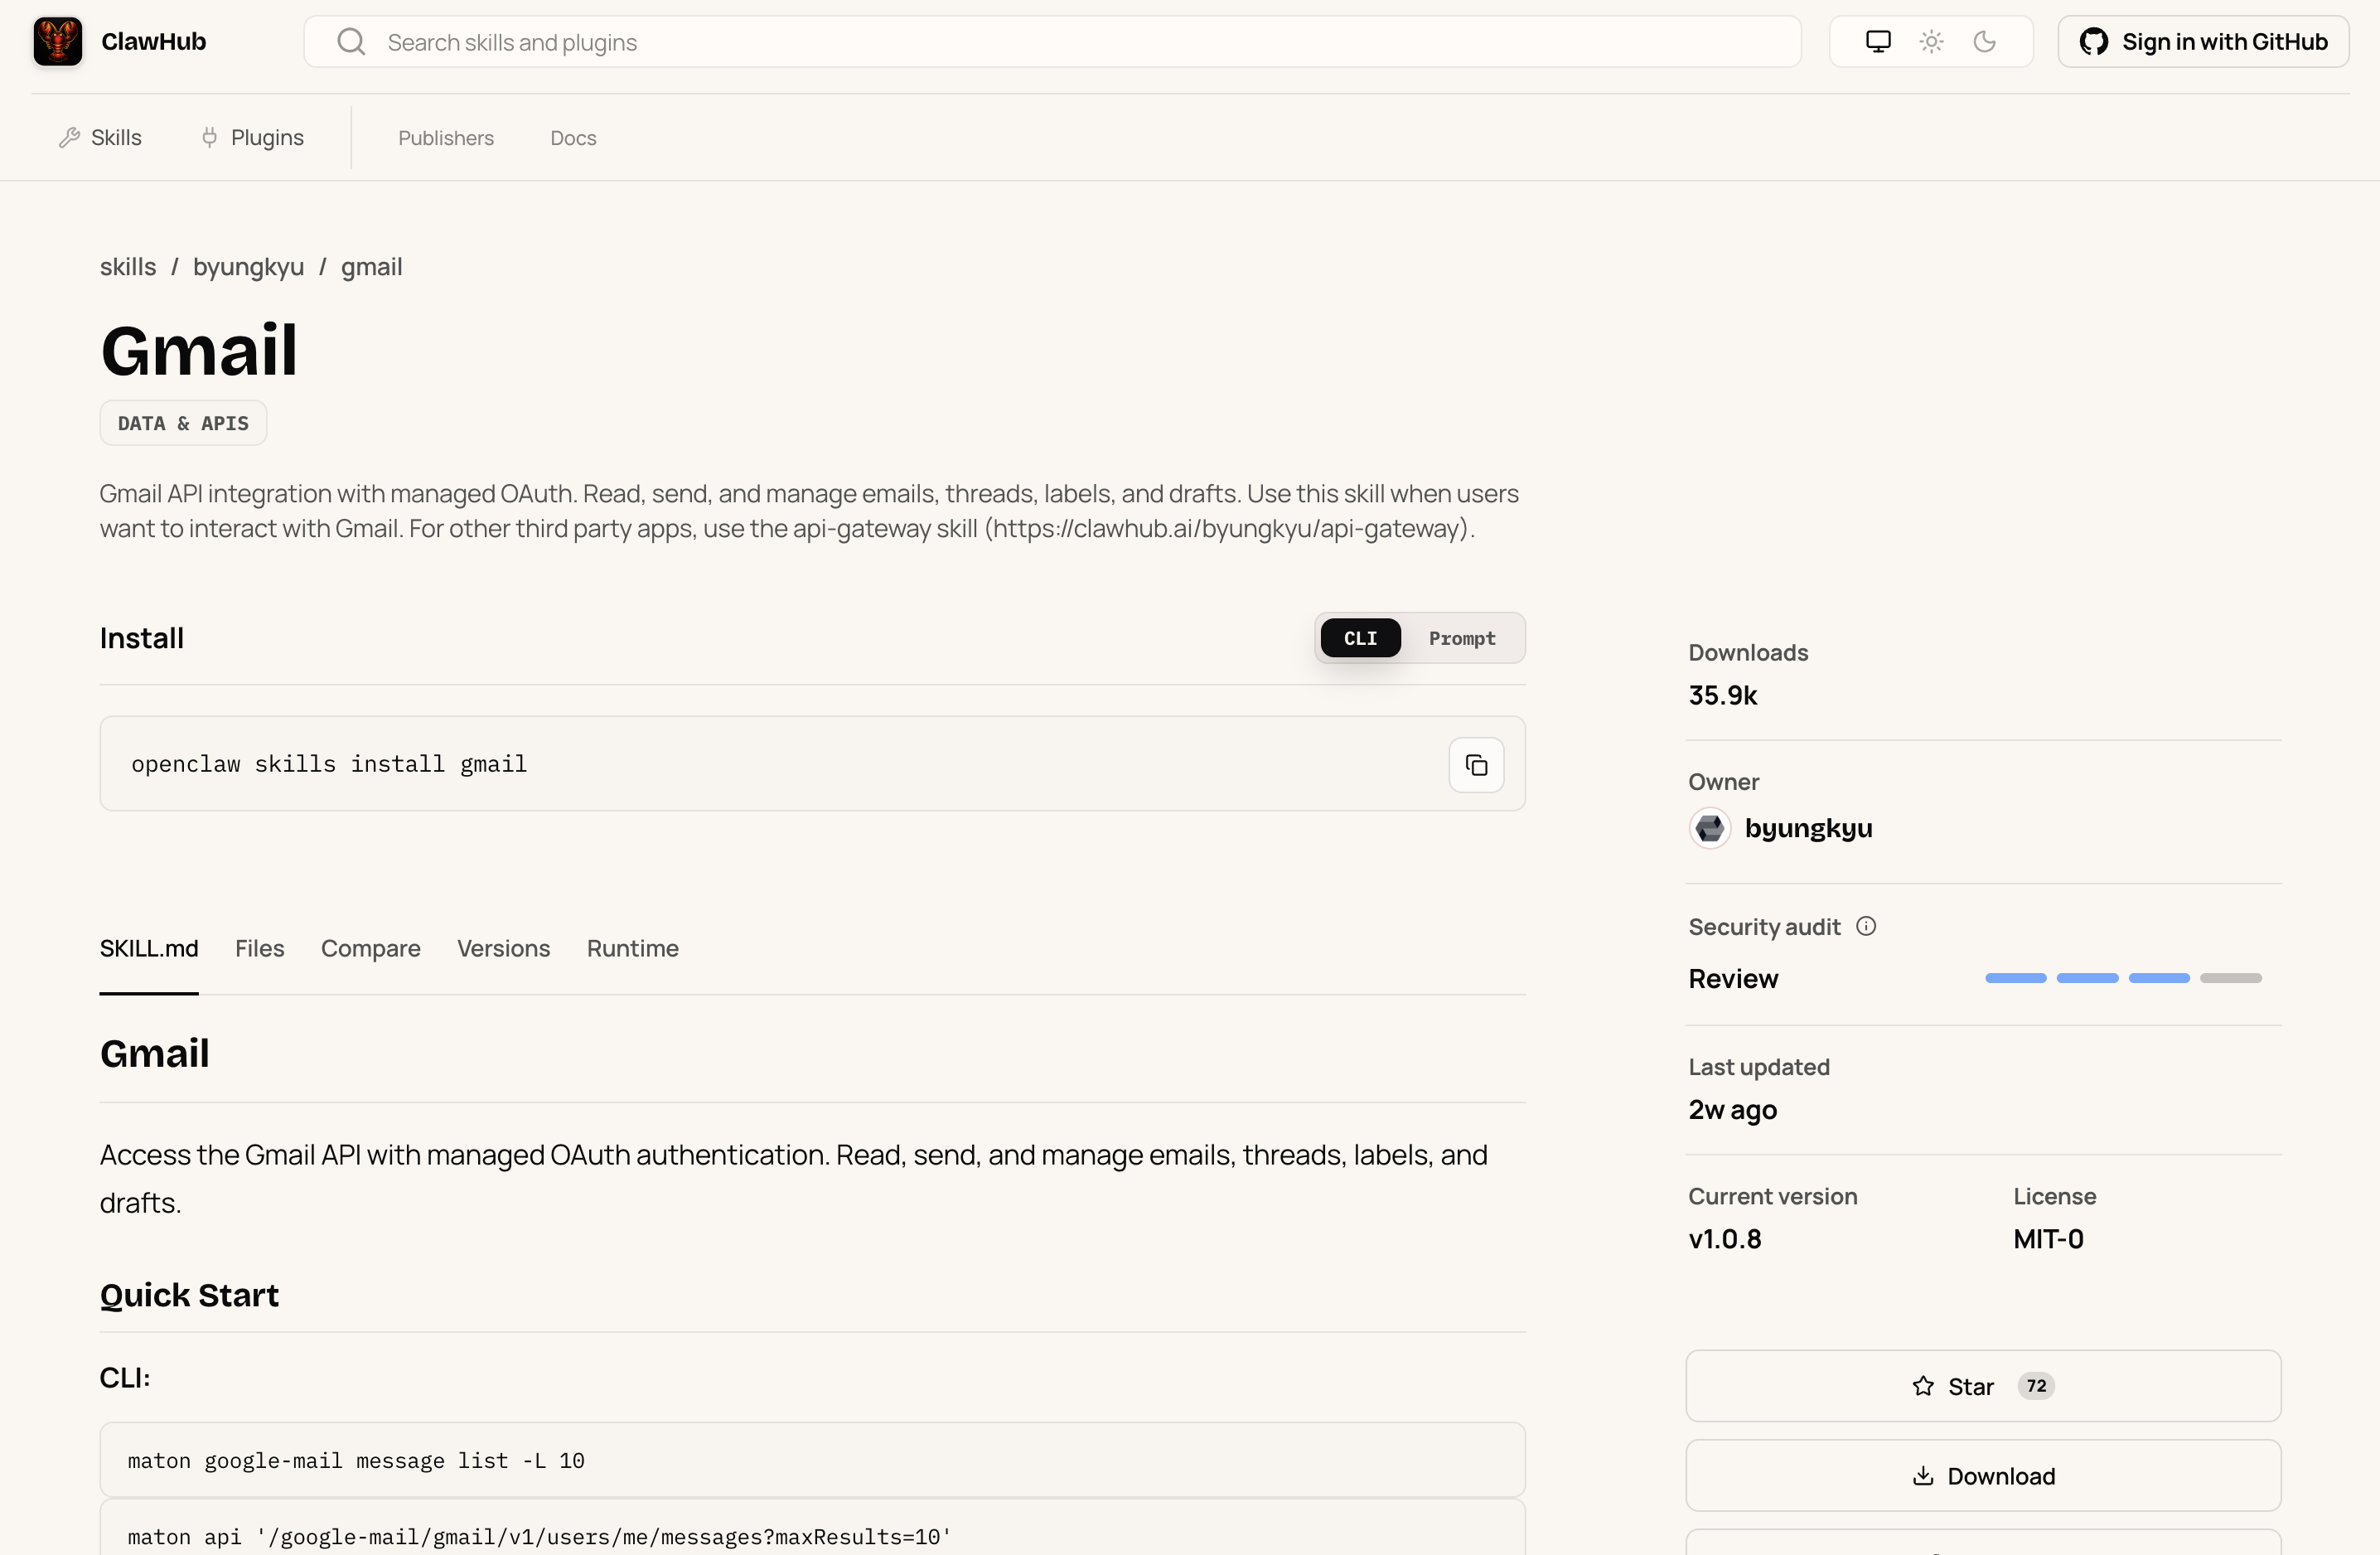 ClawHub
Search skills and plugins
Sign in with GitHub
Skills
Plugins
Publishers
Docs
skills / byungkyu / gmail
Gmail
DATA & APIS
Gmail API integration with managed OAuth. Read, send, and manage emails, threads, labels, and drafts. Use this skill when users
want to interact with Gmail. For other third party apps, use the api-gateway skill (https://clawhub.ai/byungkyu/api-gateway).
Install
CLI
Prompt
openclaw skills install gmail
SKILL.md
Files
Compare
Versions
Runtime
Gmail
Access the Gmail API with managed OAuth authentication. Read, send, and manage emails, threads, labels, and
drafts.
Quick Start
CLI:
maton google-mail message list -L 10
maton api '/google-mail/gmail/v1/users/me/messages?maxResults=10'
Downloads
35.9k
Owner
byungkyu
Security audit
Review
Last updated
2w ago
Current version
v1.0.8
License
MIT-0
Star 72
Download